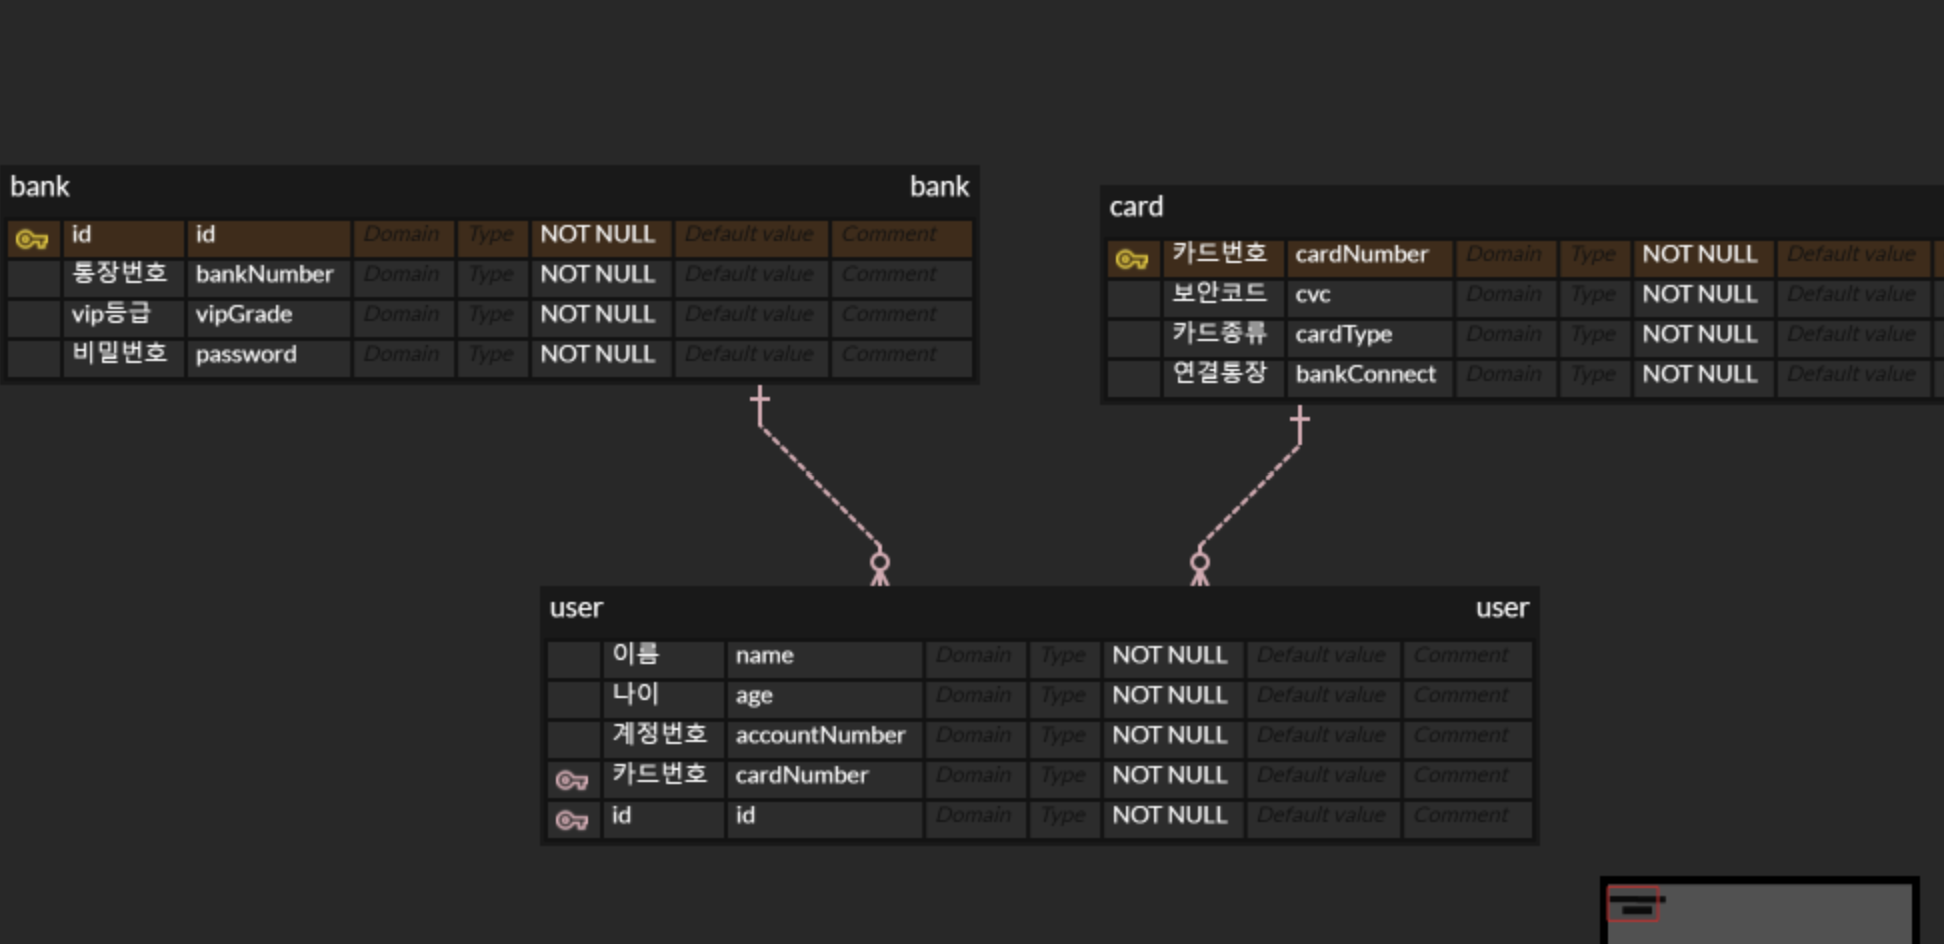 bank bank
id id Domain Type NOT NULL Default value Comment
통장번호 bankNumber Domain Type NOT NULL Default value Comment
vip등급 vipGrade Domain Type NOT NULL Default value Comment
비밀번호 password Domain Type NOT NULL Default value Comment
card
카드번호 cardNumber Domain Type NOT NULL Default value
보안코드 cvc Domain Type NOT NULL Default value
카드종류 cardType Domain Type NOT NULL Default value
연결통장 bankConnect Domain Type NOT NULL Default value
user user
이름 name Domain Type NOT NULL Default value Comment
나이 age Domain Type NOT NULL Default value Comment
계정번호 accountNumber Domain Type NOT NULL Default value Comment
카드번호 cardNumber Domain Type NOT NULL Default value Comment
id id Domain Type NOT NULL Default value Comment